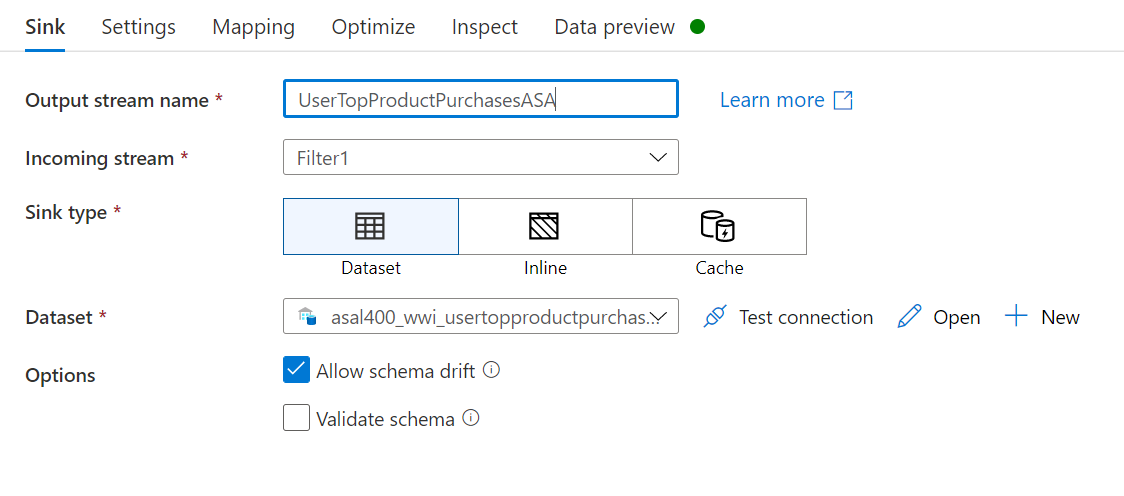 Sink Settings Mapping Optimize Inspect Data preview
Output stream name * UserTopProductPurchasesASA Learn more
Incoming stream * Filter1
Sink type *
Dataset Inline Cache
Dataset * asal400_wwi_usertopproductpurchas... Test connection Open New
Options Allow schema drift
Validate schema